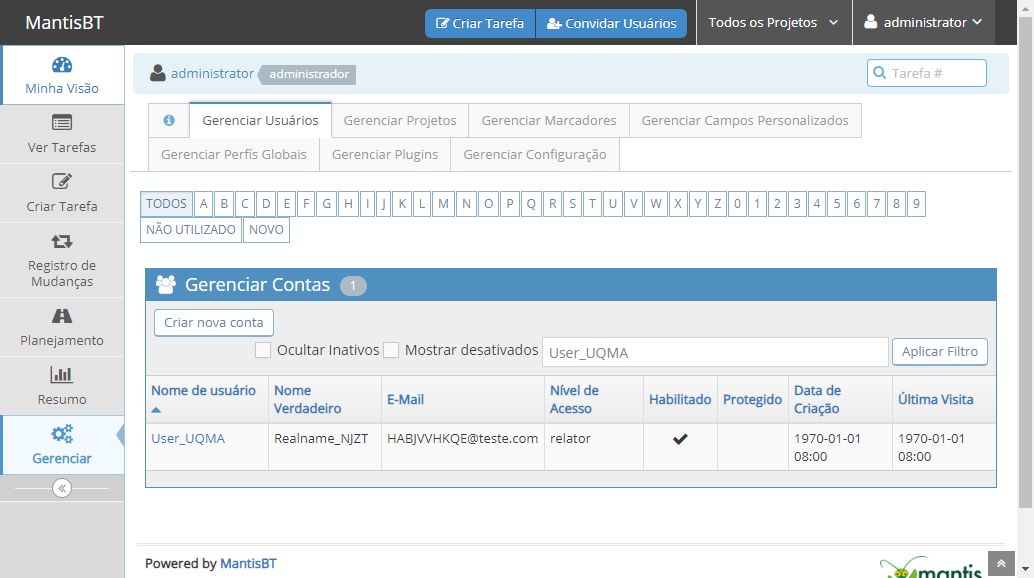 MantisBT
Criar Tarefa
Convidar Usuários
Todos os Projetos
administrator
Minha Visão
Ver Tarefas
Criar Tarefa
Registro de
Mudanças
Planejamento
Resumo
Gerenciar
administrator
administrador
Tarefa #
Gerenciar Usuários
Gerenciar Projetos
Gerenciar Marcadores
Gerenciar Campos Personalizados
Gerenciar Perfís Globais
Gerenciar Plugins
Gerenciar Configuração
TODOS A B C D E F G H I J K L M N O P Q R S T U V W X Y Z 0 1 2 3 4 5 6 7 8 9
NÃO UTILIZADO NOVO
Gerenciar Contas 1
Criar nova conta
Ocultar Inativos Mostrar desativados User_UQMA Aplicar Filtro
Nome de usuário
Nome
Verdadeiro
E-Mail
Nível de
Acesso
Habilitado
Protegido
Data de
Criação
Última Visita
User_UQMA
Realname_NJZT
HABJVVHKQE@teste.com
relator
1970-01-01
08:00
1970-01-01
08:00
Powered by MantisBT
mantis